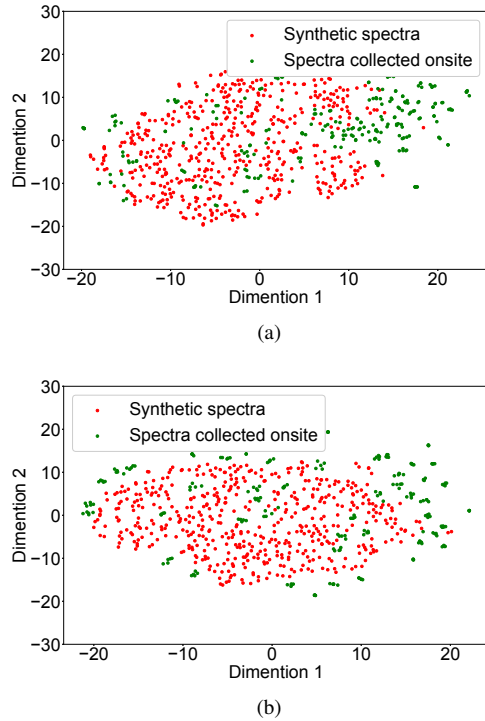 30
20
10
0
−10
−20
−30
Dimention 2
Synthetic spectra
Spectra collected onsite
−20 −10 0 10 20
Dimention 1
(a)
30
20
10
0
−10
−20
−30
Dimention 2
Synthetic spectra
Spectra collected onsite
−20 −10 0 10 20
Dimention 1
(b)